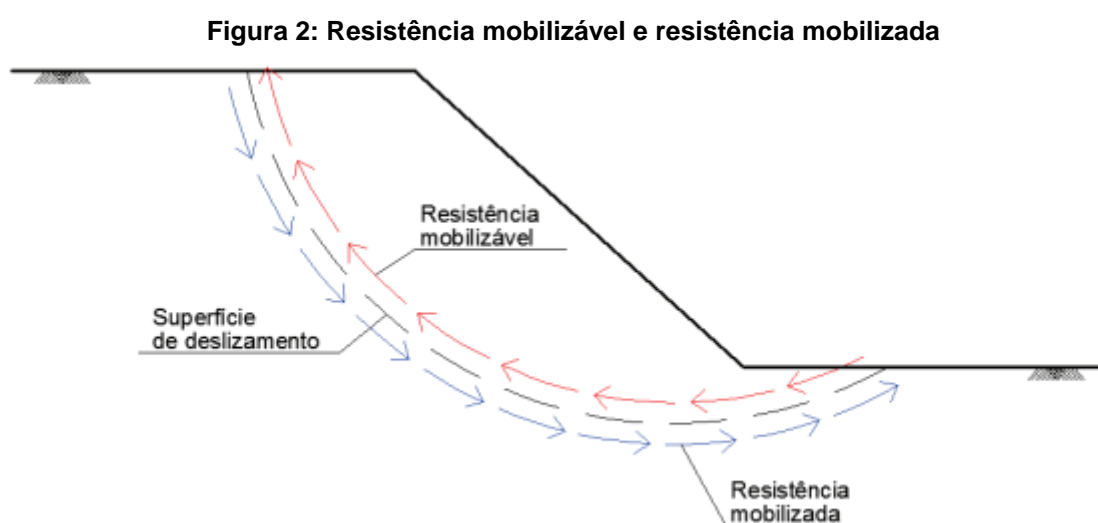 Figura 2: Resistência mobilizável e resistência mobilizada
Resistência
mobilizável
Superfície
de deslizamento
Resistência
mobilizada